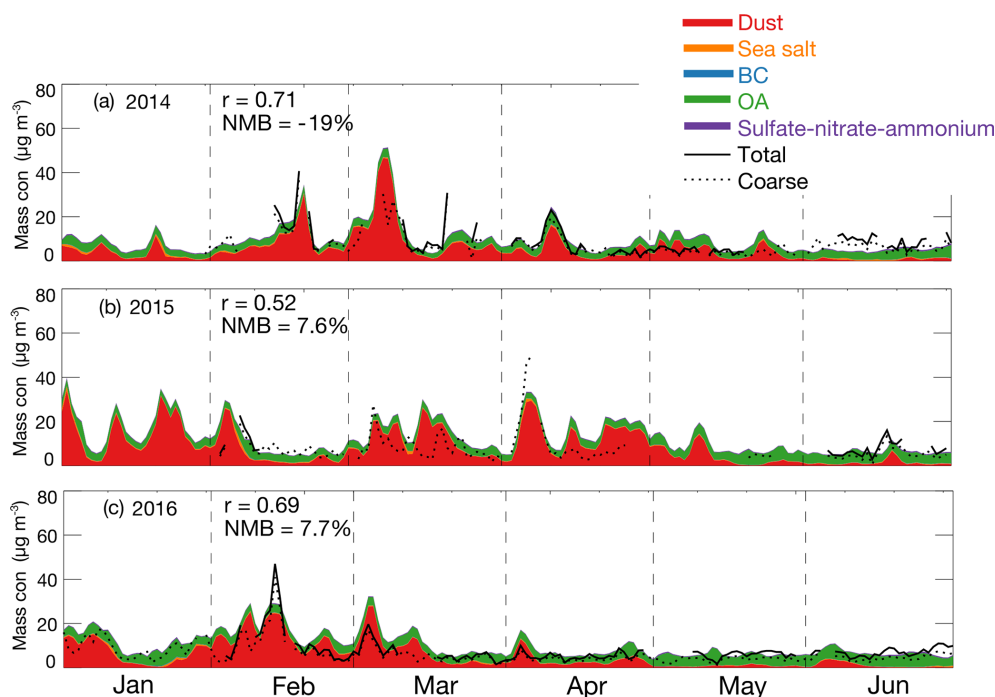 Dust
Sea salt
BC
OA
Sulfate-nitrate-ammonium
Total
Coarse
80
60
40
20
0
Mass con (µg m⁻³)
(a) 2014
r = 0.71
NMB = -19%
80
60
40
20
0
Mass con (µg m⁻³)
(b) 2015
r = 0.52
NMB = 7.6%
80
60
40
20
0
Mass con (µg m⁻³)
(c) 2016
r = 0.69
NMB = 7.7%
Jan Feb Mar Apr May Jun